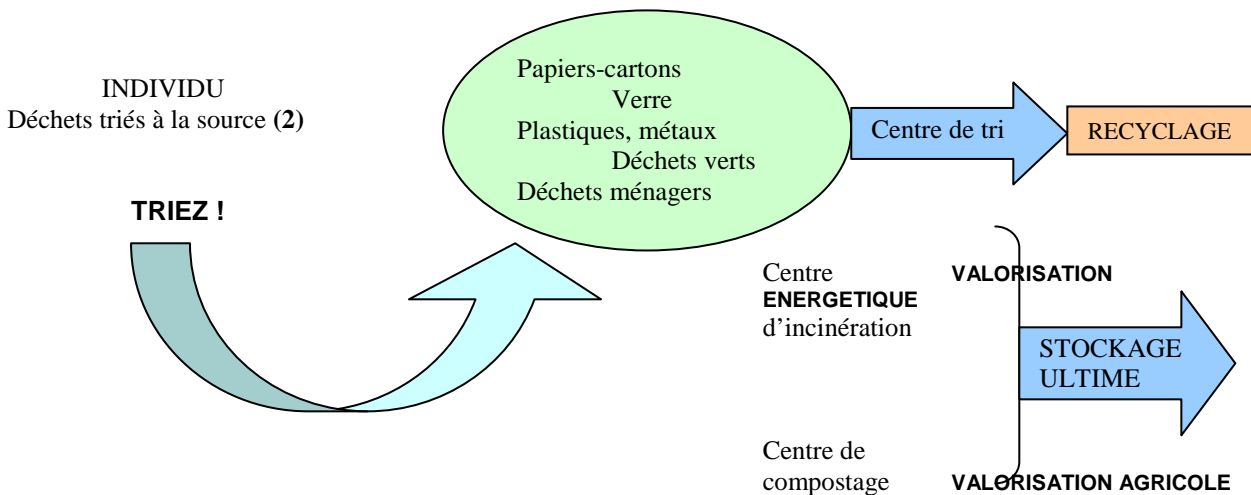 INDIVIDU
Déchets triés à la source (2)
TRIEZ !
Papiers-cartons
Verre
Plastiques, métaux
Déchets verts
Déchets ménagers
Centre de tri
RECYCLAGE
Centre VALORISATION
ENERGETIQUE
d’incinération
STOCKAGE
ULTIME
Centre de
compostage VALORISATION AGRICOLE